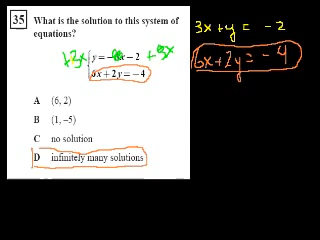 35 What is the solution to this system of
equations?
+3x y = -3x - 2 + 3x
6x + 2y = -4
A (6, 2)
B (1, -5)
C no solution
D infinitely many solutions
3x+y = -2
6x+2y = -4